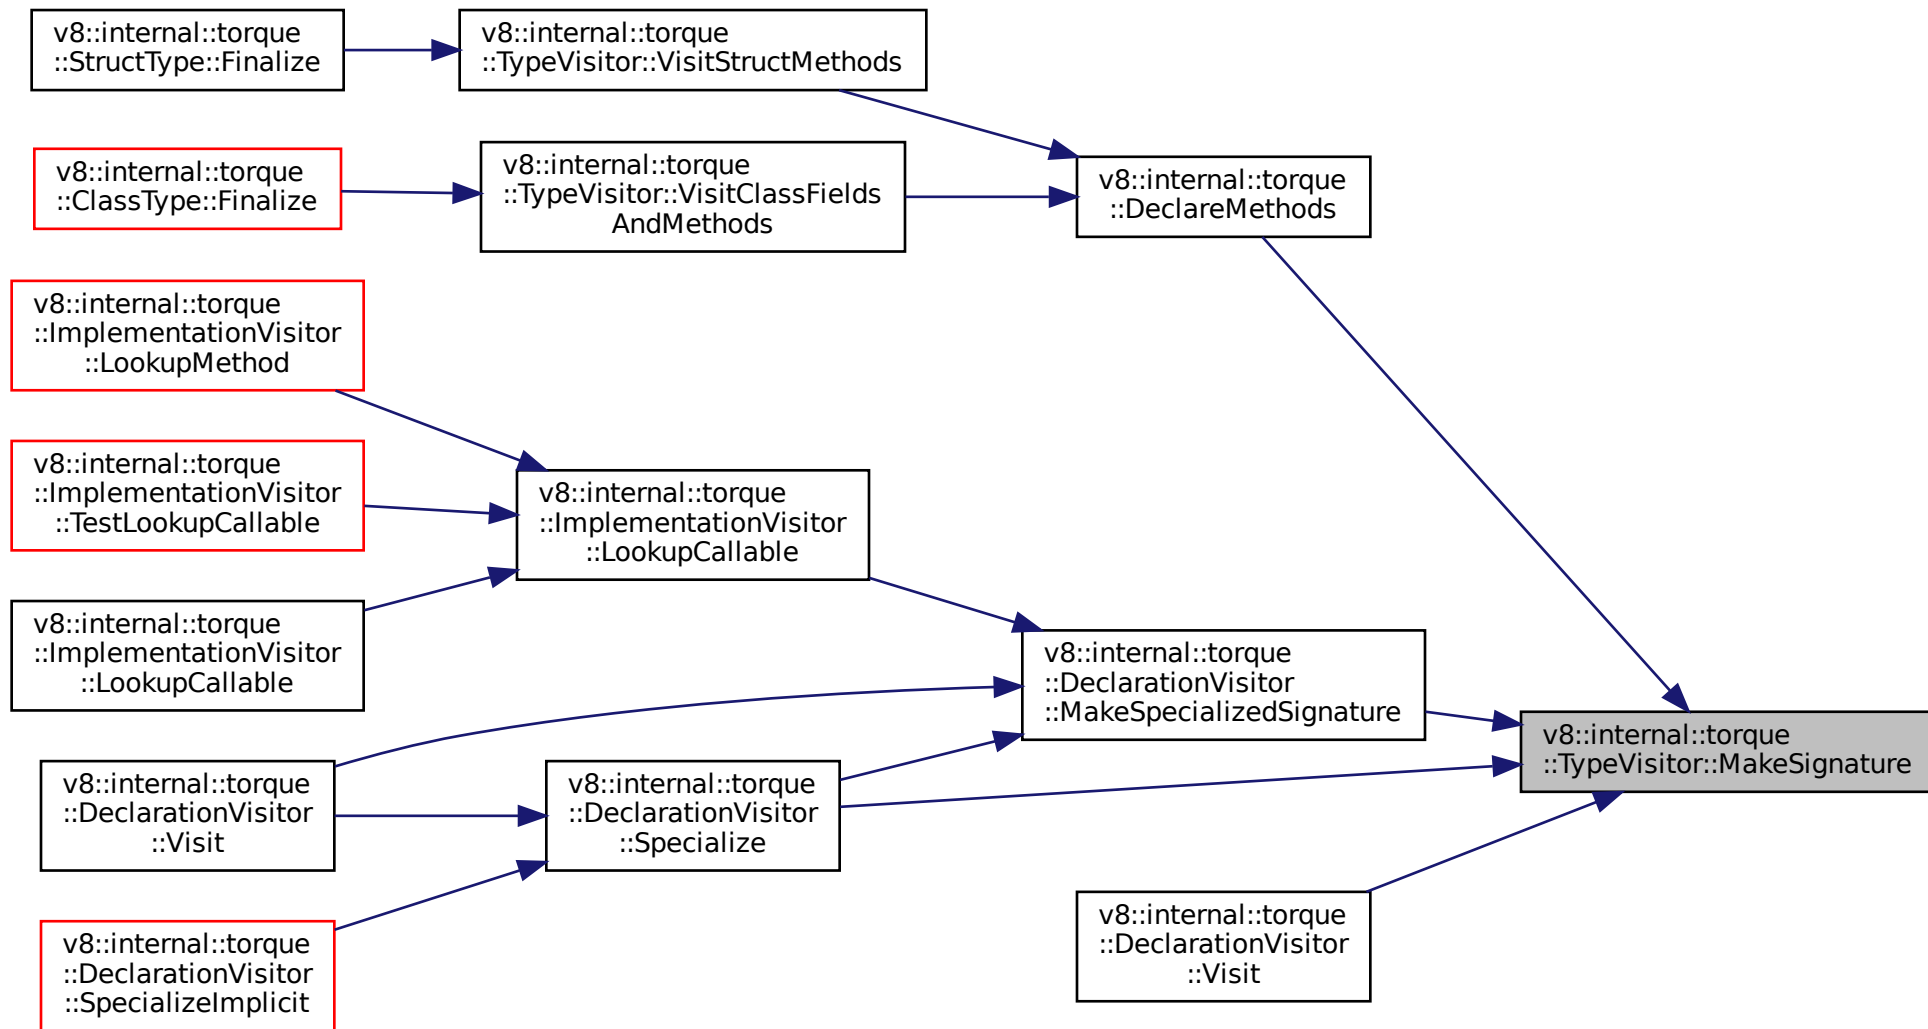 v8::internal::torque
::StructType::Finalize
v8::internal::torque
::TypeVisitor::VisitStructMethods
v8::internal::torque
::ClassType::Finalize
v8::internal::torque
::TypeVisitor::VisitClassFields
AndMethods
v8::internal::torque
::DeclareMethods
v8::internal::torque
::ImplementationVisitor
::LookupMethod
v8::internal::torque
::ImplementationVisitor
::TestLookupCallable
v8::internal::torque
::ImplementationVisitor
::LookupCallable
v8::internal::torque
::ImplementationVisitor
::LookupCallable
v8::internal::torque
::DeclarationVisitor
::MakeSpecializedSignature
v8::internal::torque
::TypeVisitor::MakeSignature
v8::internal::torque
::DeclarationVisitor
::Visit
v8::internal::torque
::DeclarationVisitor
::Specialize
v8::internal::torque
::DeclarationVisitor
::SpecializeImplicit
v8::internal::torque
::DeclarationVisitor
::Visit